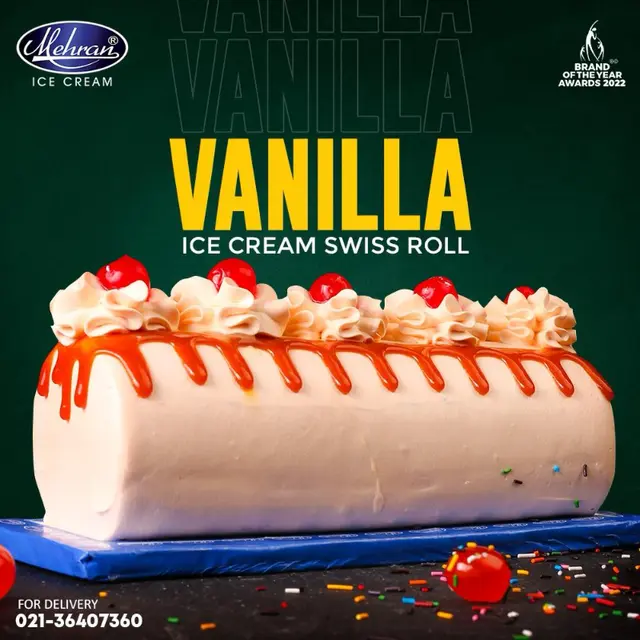 Mehran®
ICE CREAM
BRAND
OF THE YEAR
AWARDS 2022
VANILLA
VANILLA
VANILLA
ICE CREAM SWISS ROLL
FOR DELIVERY
021-36407360